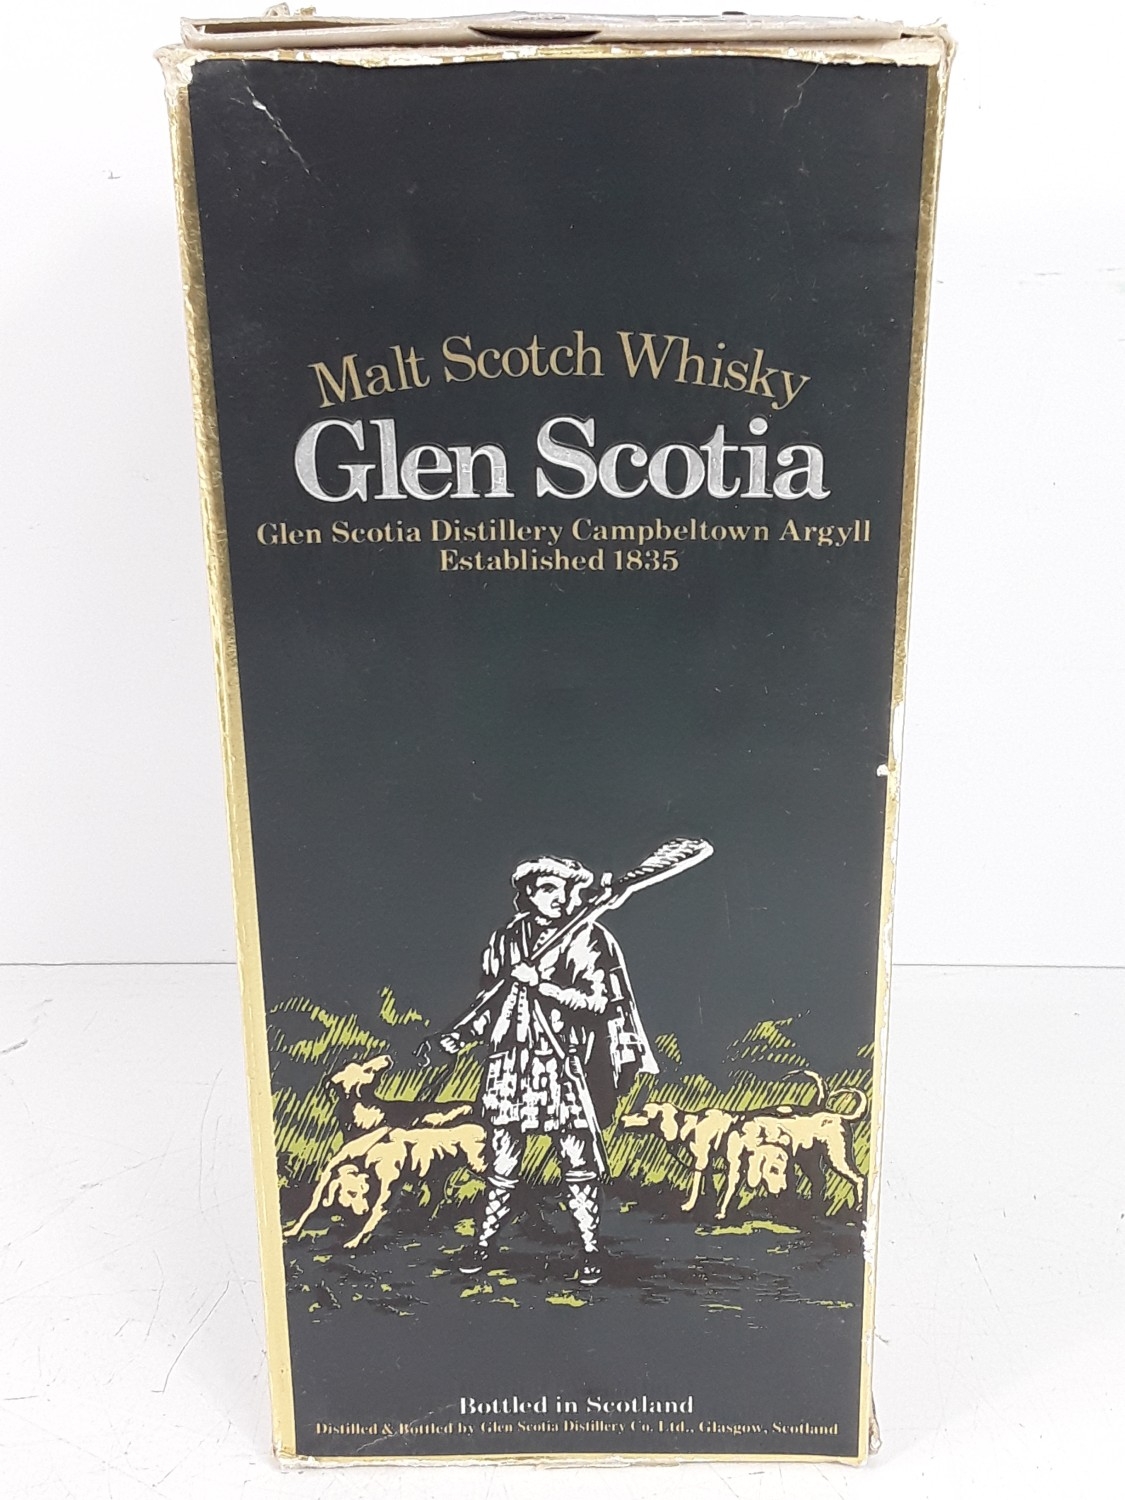 Malt Scotch Whisky
Glen Scotia
Glen Scotia Distillery Campbeltown Argyll
Established 1835
Bottled in Scotland
Distilled & Bottled by Glen Scotia Distillery Co. Ltd., Glasgow, Scotland